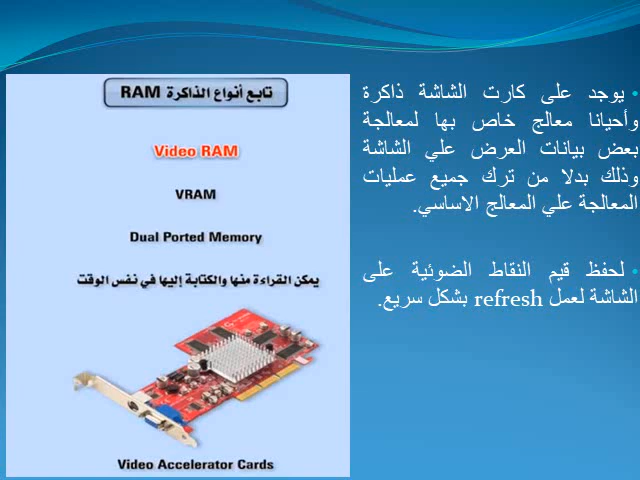 تابع أنواع الذاكرة RAM
Video RAM
VRAM
Dual Ported Memory
يمكن القراءة منها والكتابة إليها في نفس الوقت
Video Accelerator Cards
• يوجد على كارت الشاشة ذاكرة
وأحيانا معالج خاص بها لمعالجة
بعض بيانات العرض علي الشاشة
وذلك بدلا من ترك جميع عمليات
المعالجة علي المعالج الاساسي.
• لحفظ قيم النقاط الضوئية على
الشاشة لعمل refresh بشكل سريع.